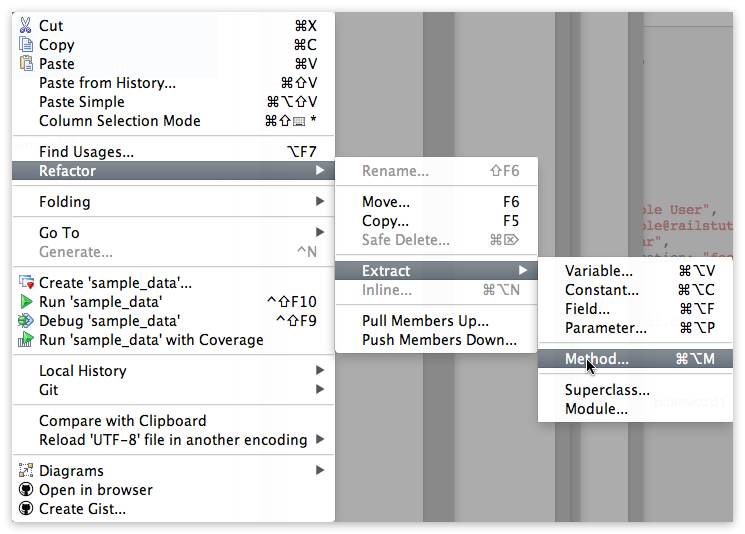 Cut ⌘X
Copy ⌘C
Paste ⌘V
Paste from History... ⌘⇧V
Paste Simple ⌘⌥⇧V
Column Selection Mode ⌘⇧⌨ *
Find Usages... ⌥F7
Refactor
Folding
Go To
Generate... ^N
Create 'sample_data'...
Run 'sample_data' ^⇧F10
Debug 'sample_data' ^⇧F9
Run 'sample_data' with Coverage
Local History
Git
Compare with Clipboard
Reload 'UTF-8' file in another encoding
Diagrams
Open in browser
Create Gist...
Rename... ⇧F6
Move... F6
Copy... F5
Safe Delete... ⌘⌦
Extract
Inline... ⌘⌥N
Pull Members Up...
Push Members Down...
Variable... ⌘⌥V
Constant... ⌘⌥C
Field... ⌘⌥F
Parameter... ⌘⌥P
Method... ⌘⌥M
Superclass...
Module...
ple User",
ple@railstut
ar",